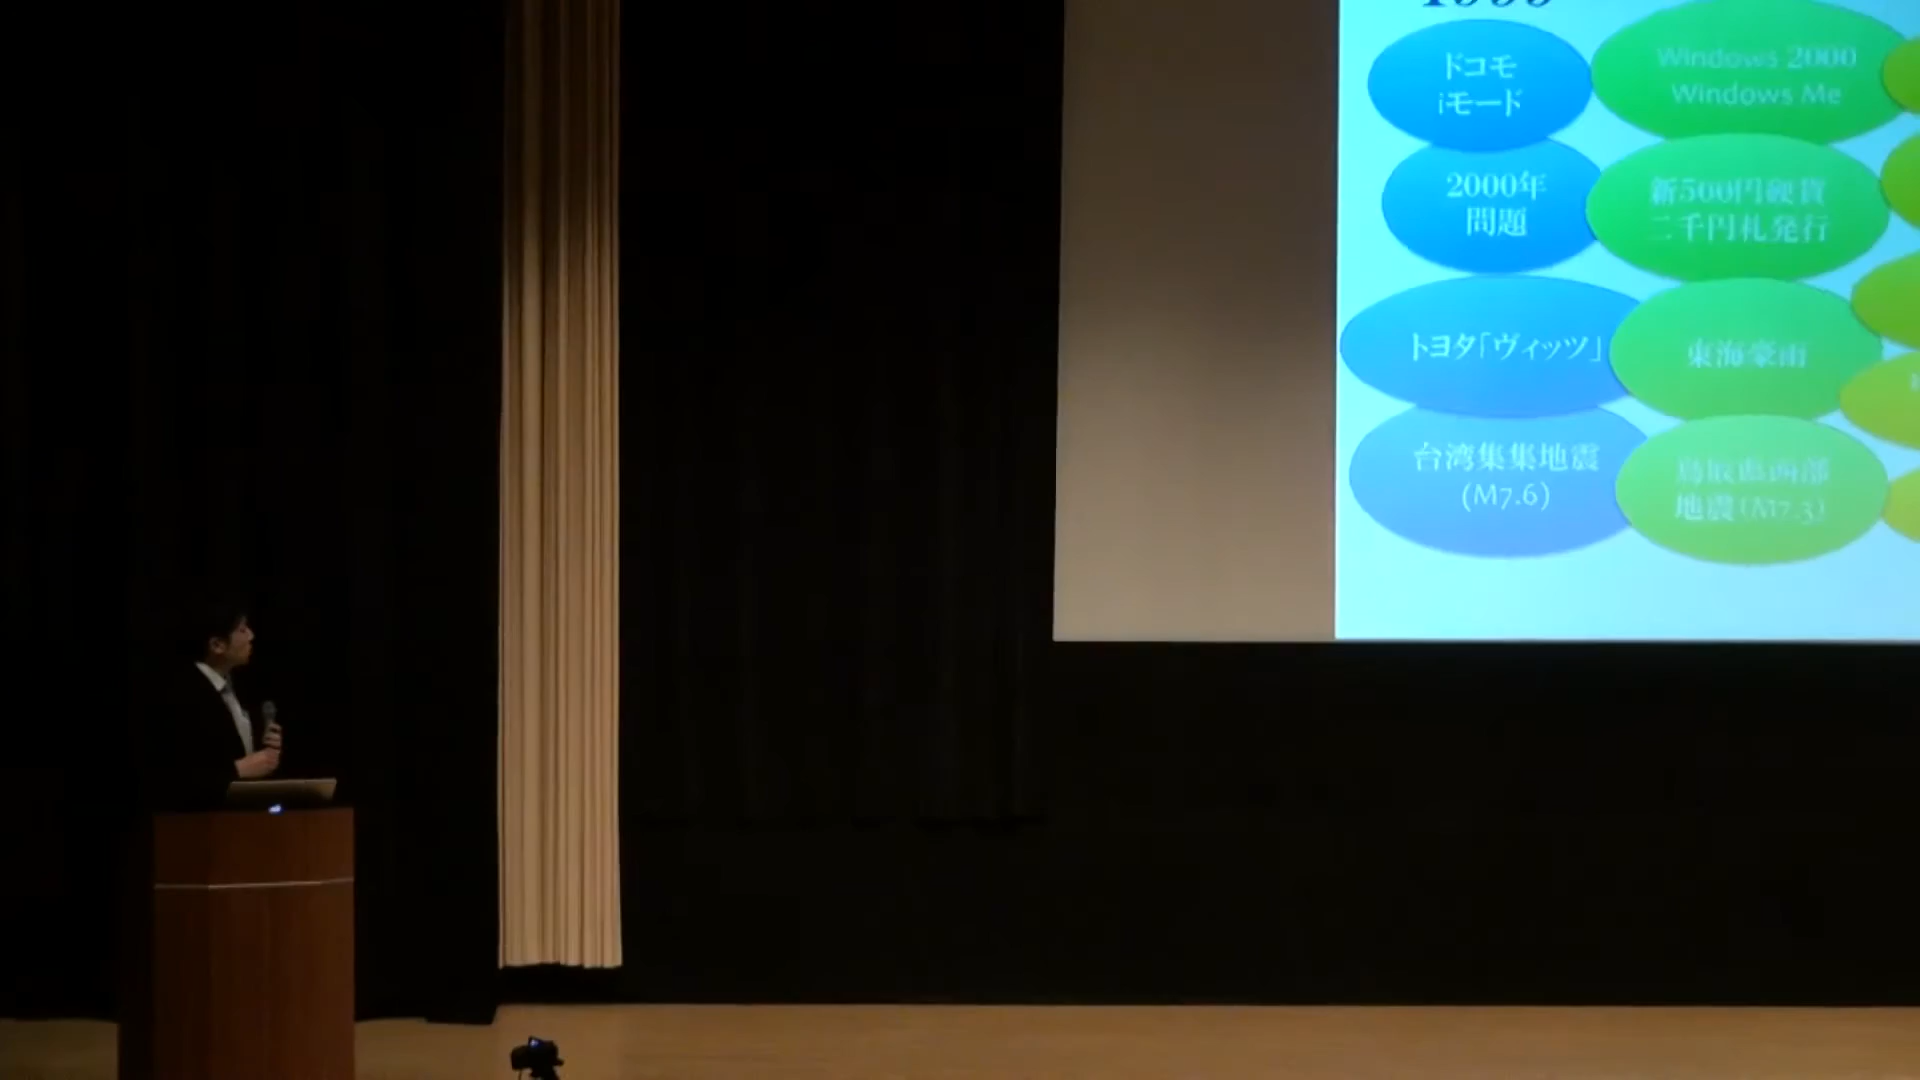 1999
ドコモ
iモード
2000年
問題
トヨタ「ヴィッツ」
台湾集集地震
(M7.6)
Windows 2000
Windows Me
新500円硬貨
二千円札発行
東海豪雨
鳥取県西部
地震(M7.3)